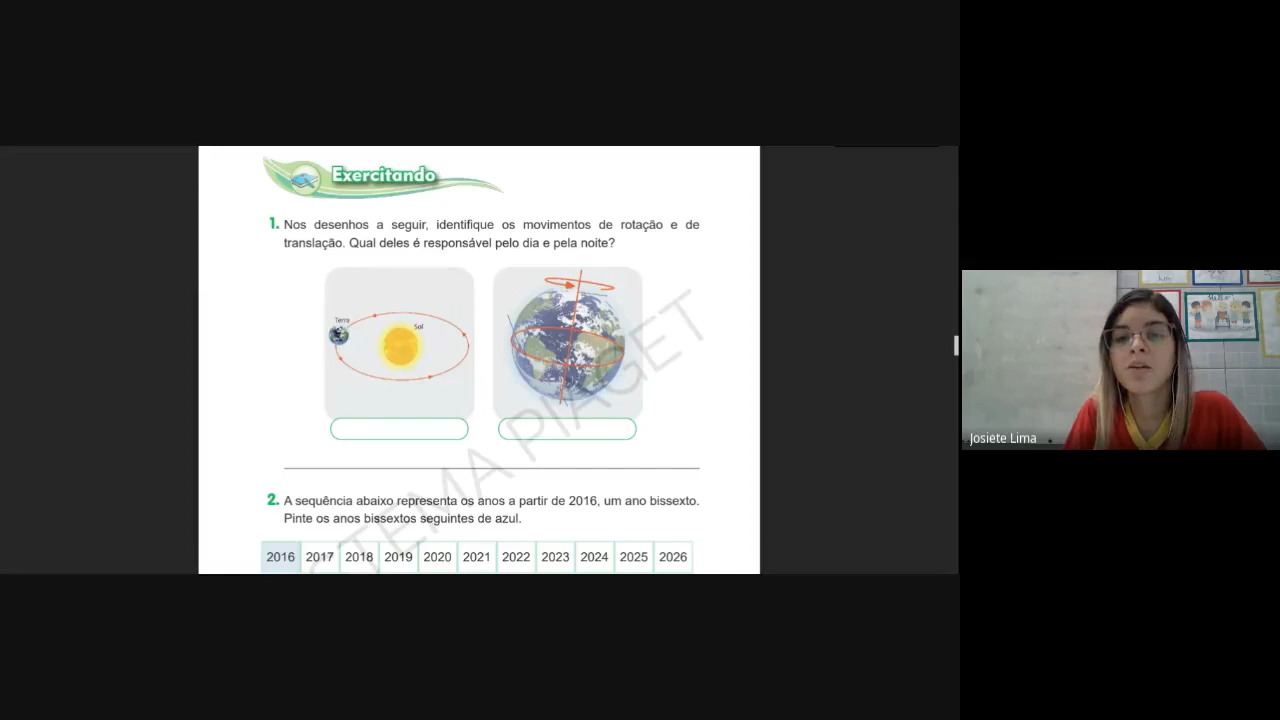 Exercitando
1. Nos desenhos a seguir, identifique os movimentos de rotação e de
translação. Qual deles é responsável pelo dia e pela noite?
Terra
Sol
2. A sequência abaixo representa os anos a partir de 2016, um ano bissexto.
Pinte os anos bissextos seguintes de azul.
2016 2017 2018 2019 2020 2021 2022 2023 2024 2025 2026
STEMA PIAGET
Josiete Lima